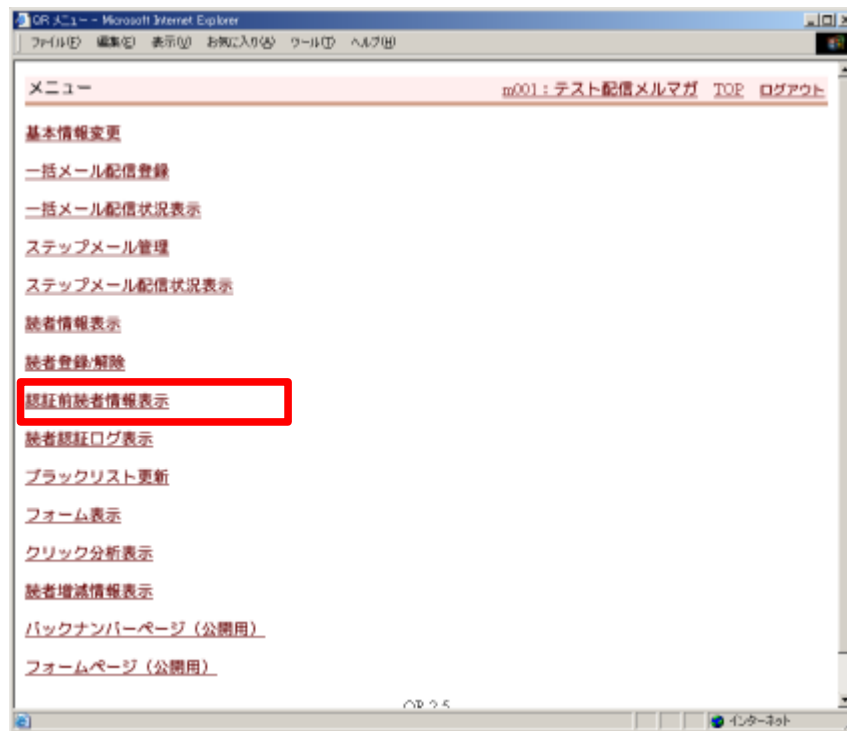 QR メニュー - Microsoft Internet Explorer
ファイル(F) 編集(E) 表示(V) お気に入り(A) ツール(T) ヘルプ(H)
メニュー m001:テスト配信メルマガ TOP ログアウト
基本情報変更
一括メール配信登録
一括メール配信状況表示
ステップメール管理
ステップメール配信状況表示
読者情報表示
読者登録/解除
認証前読者情報表示
読者認証ログ表示
ブラックリスト更新
フォーム表示
クリック分析表示
読者増減情報表示
バックナンバーページ(公開用)
フォームページ(公開用)
インターネット